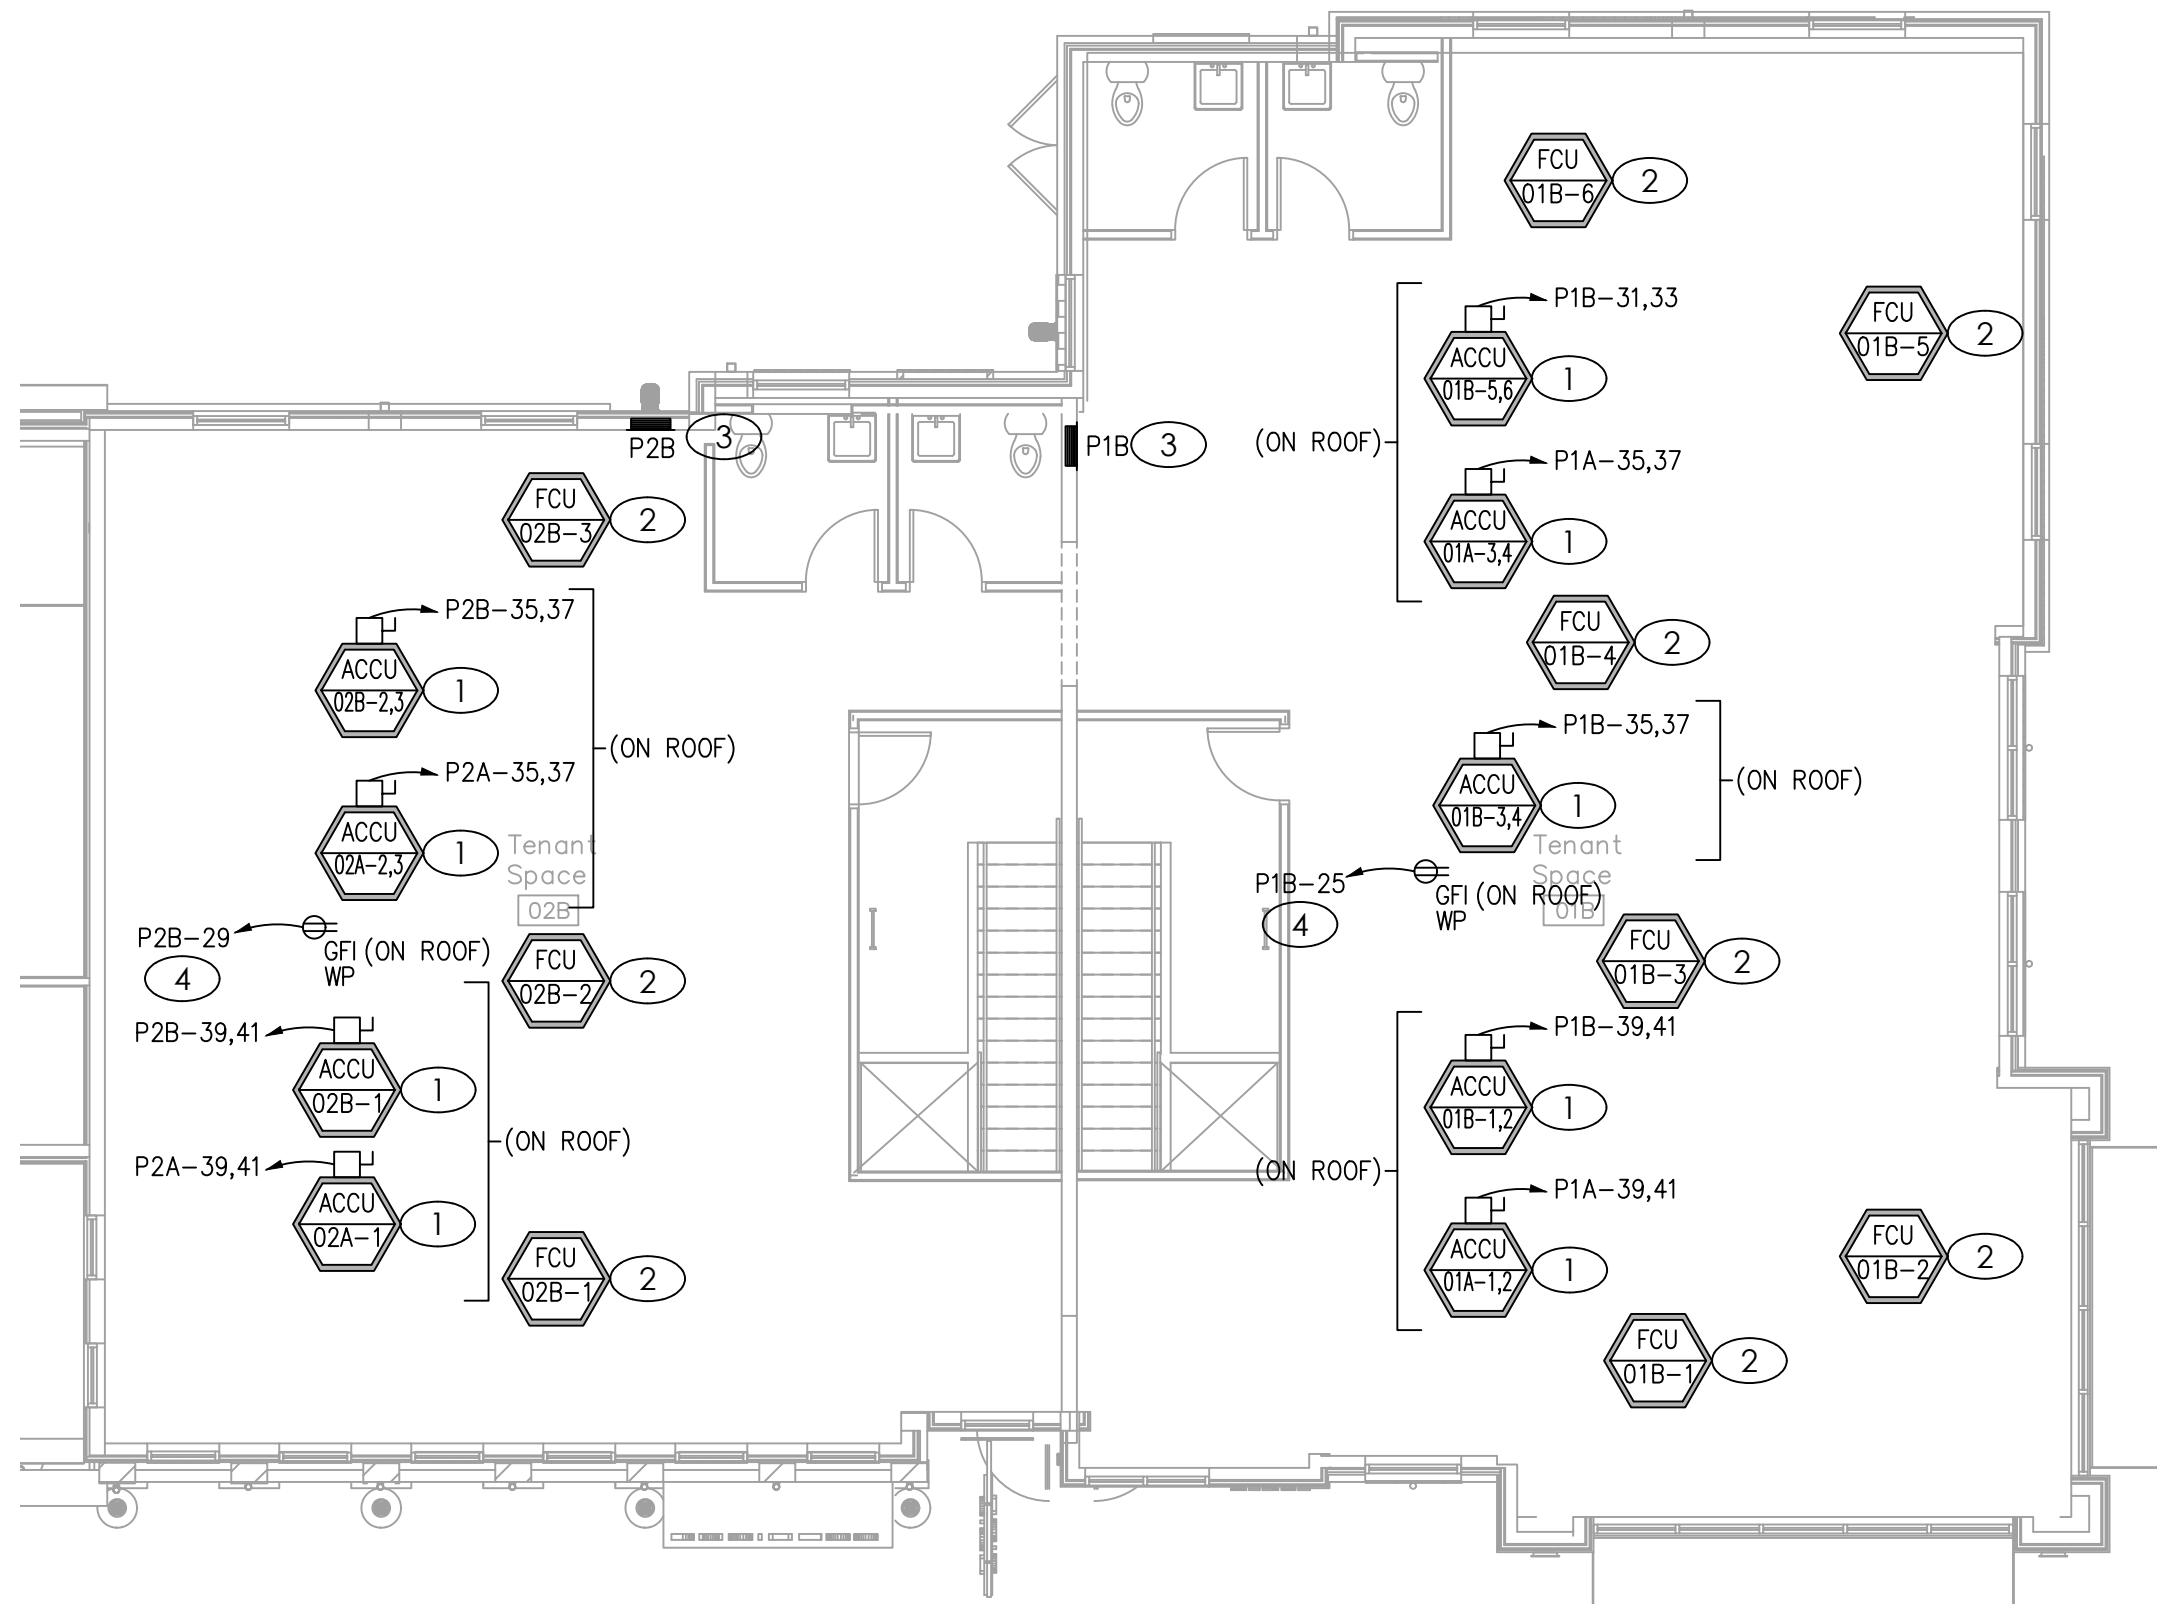 FCU
01B-6
2
P1B-31,33
ACCU
01B-5,6
1
FCU
01B-5
2
(ON ROOF)
P2B
3
P1B
3
P1A-35,37
ACCU
01A-3,4
1
FCU
02B-3
2
P2B-35,37
ACCU
02B-2,3
1
FCU
01B-4
2
(ON ROOF)
P1B-35,37
ACCU
01B-3,4
1
(ON ROOF)
P2A-35,37
ACCU
02A-2,3
1
Tenant
Space
02B
Tenant
Space
01B
P1B-25
4
GFI (ON ROOF)
WP
P2B-29
4
GFI (ON ROOF)
WP
FCU
02B-2
2
FCU
01B-3
2
P2B-39,41
ACCU
02B-1
1
P1B-39,41
ACCU
01B-1,2
1
(ON ROOF)
(ON ROOF)
P2A-39,41
ACCU
02A-1
1
P1A-39,41
ACCU
01A-1,2
1
FCU
02B-1
2
FCU
01B-2
2
FCU
01B-1
2